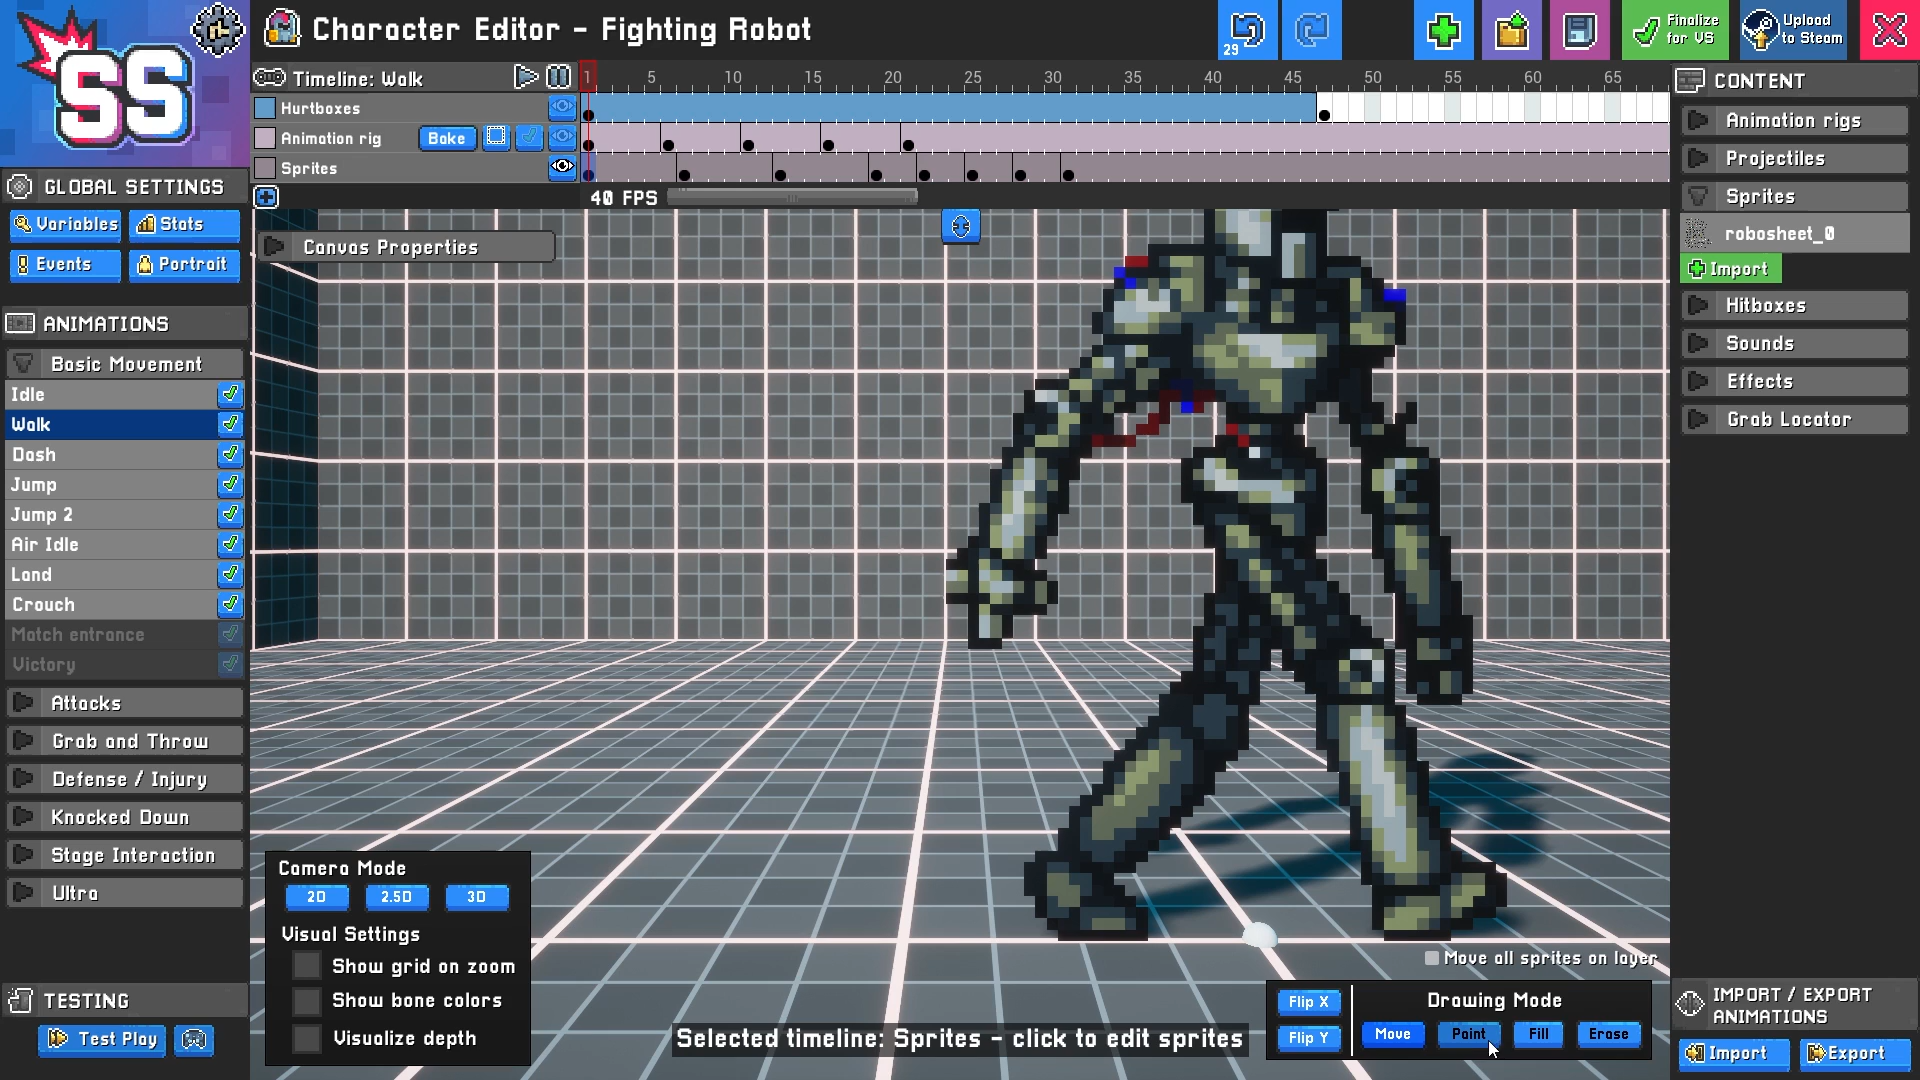 SS
Character Editor - Fighting Robot
29
Finalize
for VS
Upload
to Steam
Timeline: Walk
1 5 10 15 20 25 30 35 40 45 50 55 60 65
Hurtboxes
Animation rig
Bake
Sprites
40 FPS
GLOBAL SETTINGS
Variables
Stats
Events
Portrait
ANIMATIONS
Basic Movement
Idle
Walk
Dash
Jump
Jump 2
Air Idle
Land
Crouch
Match entrance
Victory
Attacks
Grab and Throw
Defense / Injury
Knocked Down
Stage Interaction
Ultra
TESTING
Test Play
Canvas Properties
Camera Mode
2D
2.5D
3D
Visual Settings
Show grid on zoom
Show bone colors
Visualize depth
Selected timeline: Sprites - click to edit sprites
Move all sprites on layer
Flip X
Flip Y
Drawing Mode
Move
Paint
Fill
Erase
CONTENT
Animation rigs
Projectiles
Sprites
robosheet_0
Import
Hitboxes
Sounds
Effects
Grab Locator
IMPORT / EXPORT
ANIMATIONS
Import
Export